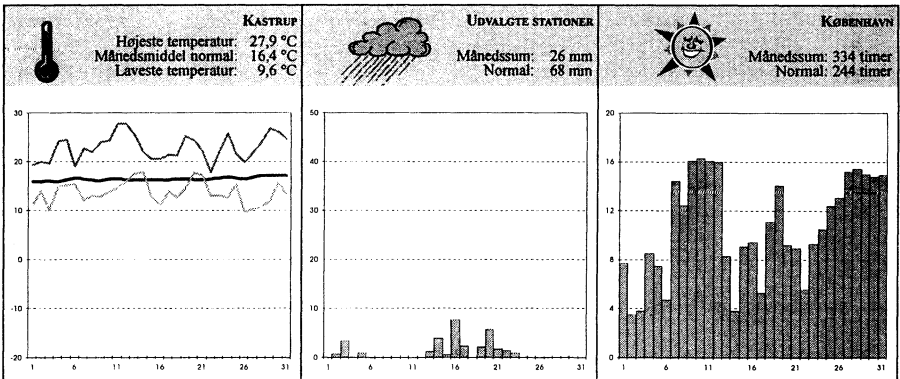 KASTRUP
Højeste temperatur: 27,9 °C
Månedsmiddel normal: 16,4 °C
Laveste temperatur: 9,6 °C
30
20
10
0
-10
-20
1 6 11 16 21 26 31
UDVALGTE STATIONER
Månedssum: 26 mm
Normal: 68 mm
50
40
30
20
10
0
1 6 11 16 21 26 31
KØBENHAVN
Månedssum: 334 timer
Normal: 244 timer
20
16
12
8
4
0
1 6 11 16 21 26 31